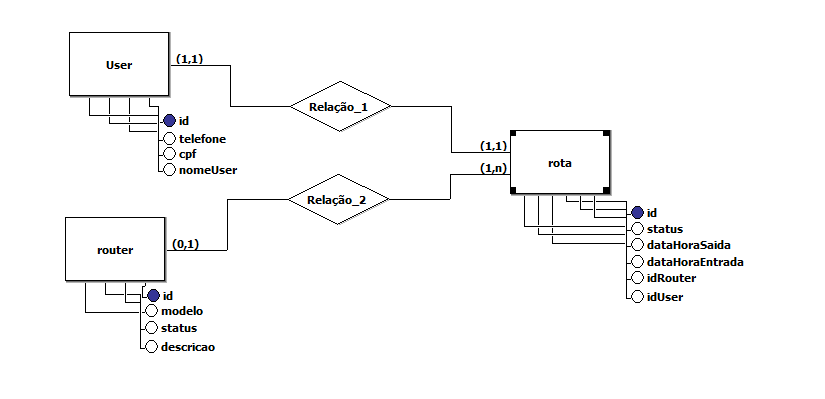 User
(1,1)
id
telefone
cpf
nomeUser
Relação_1
(1,1)
rota
(1,n)
Relação_2
router
(0,1)
id
modelo
status
descricao
id
status
dataHoraSaida
dataHoraEntrada
idRouter
idUser